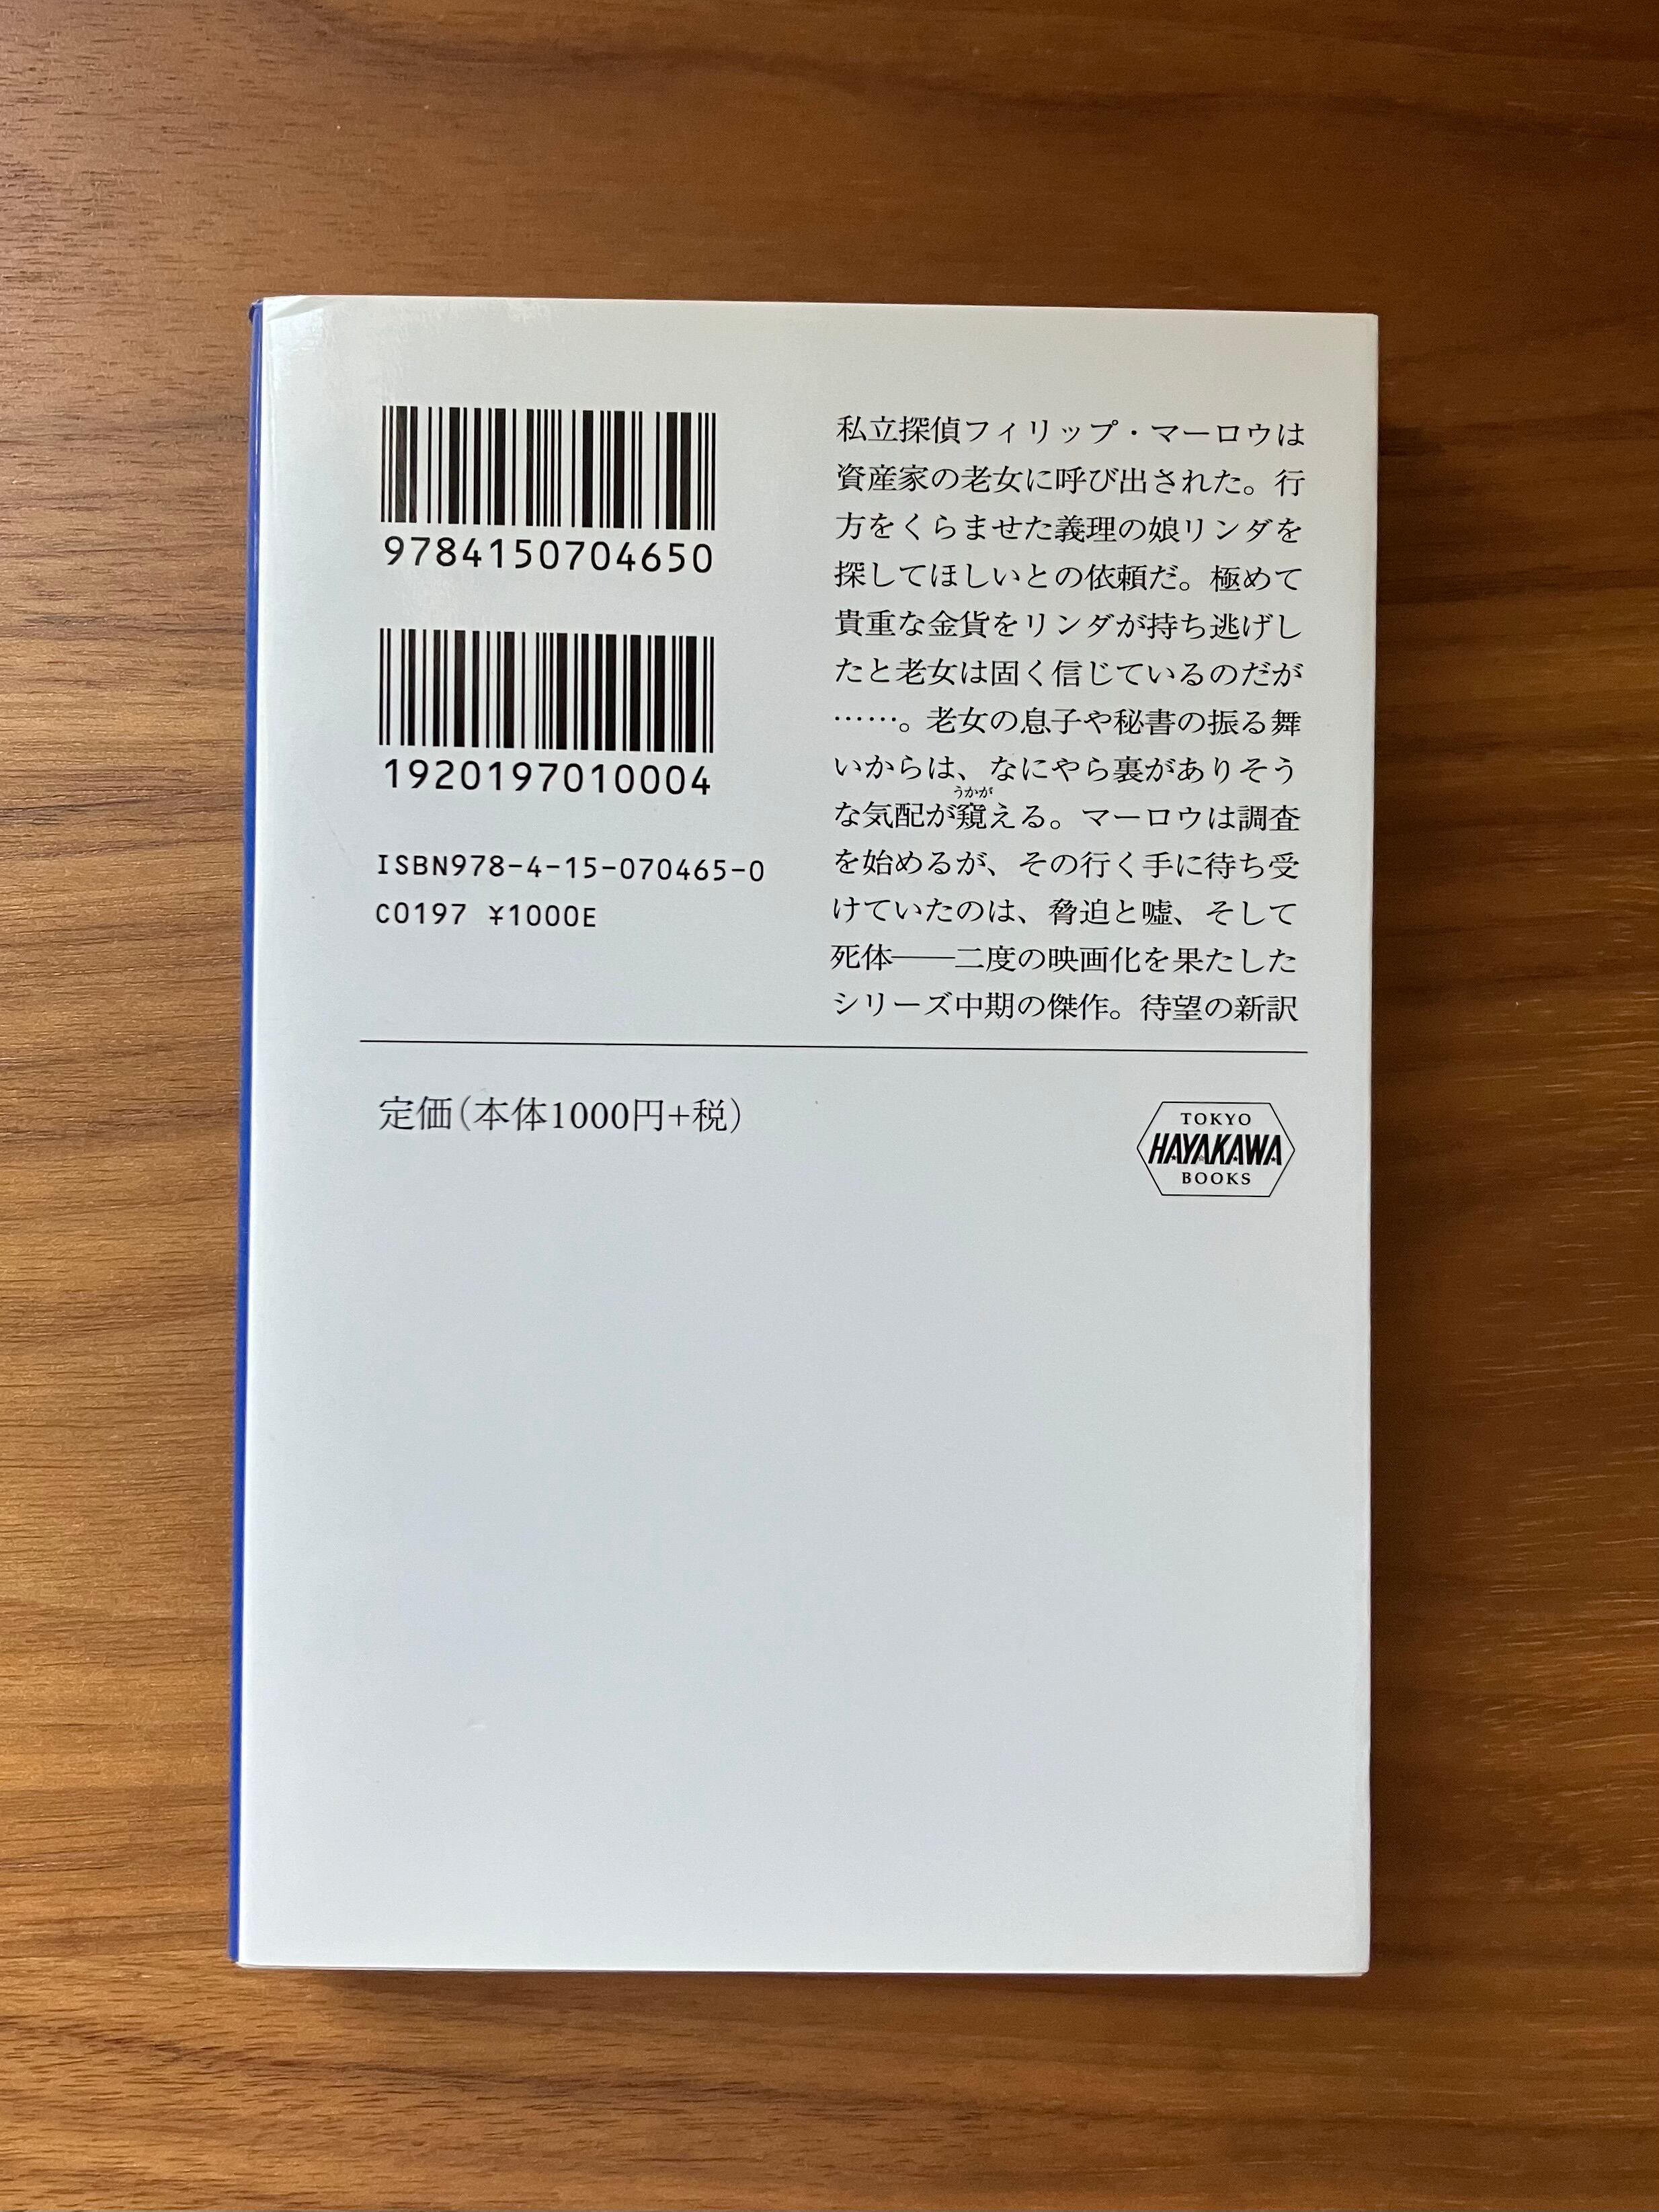 9784150704650
1920197010004
ISBN978-4-15-070465-0
C0197 ¥1000E
私立探偵フィリップ・マーロウは
資産家の老女に呼び出された。行
方をくらませた義理の娘リンダを
探してほしいとの依頼だ。極めて
貴重な金貨をリンダが持ち逃げし
たと老女は固く信じているのだが
……。老女の息子や秘書の振る舞
いからは、なにやら裏がありそう
うかが
な気配が窺える。マーロウは調査
を始めるが、その行く手に待ち受
けていたのは、脅迫と嘘、そして
死体――二度の映画化を果たした
シリーズ中期の傑作。待望の新訳
定価(本体1000円+税)
TOKYO
HAYAKAWA
BOOKS